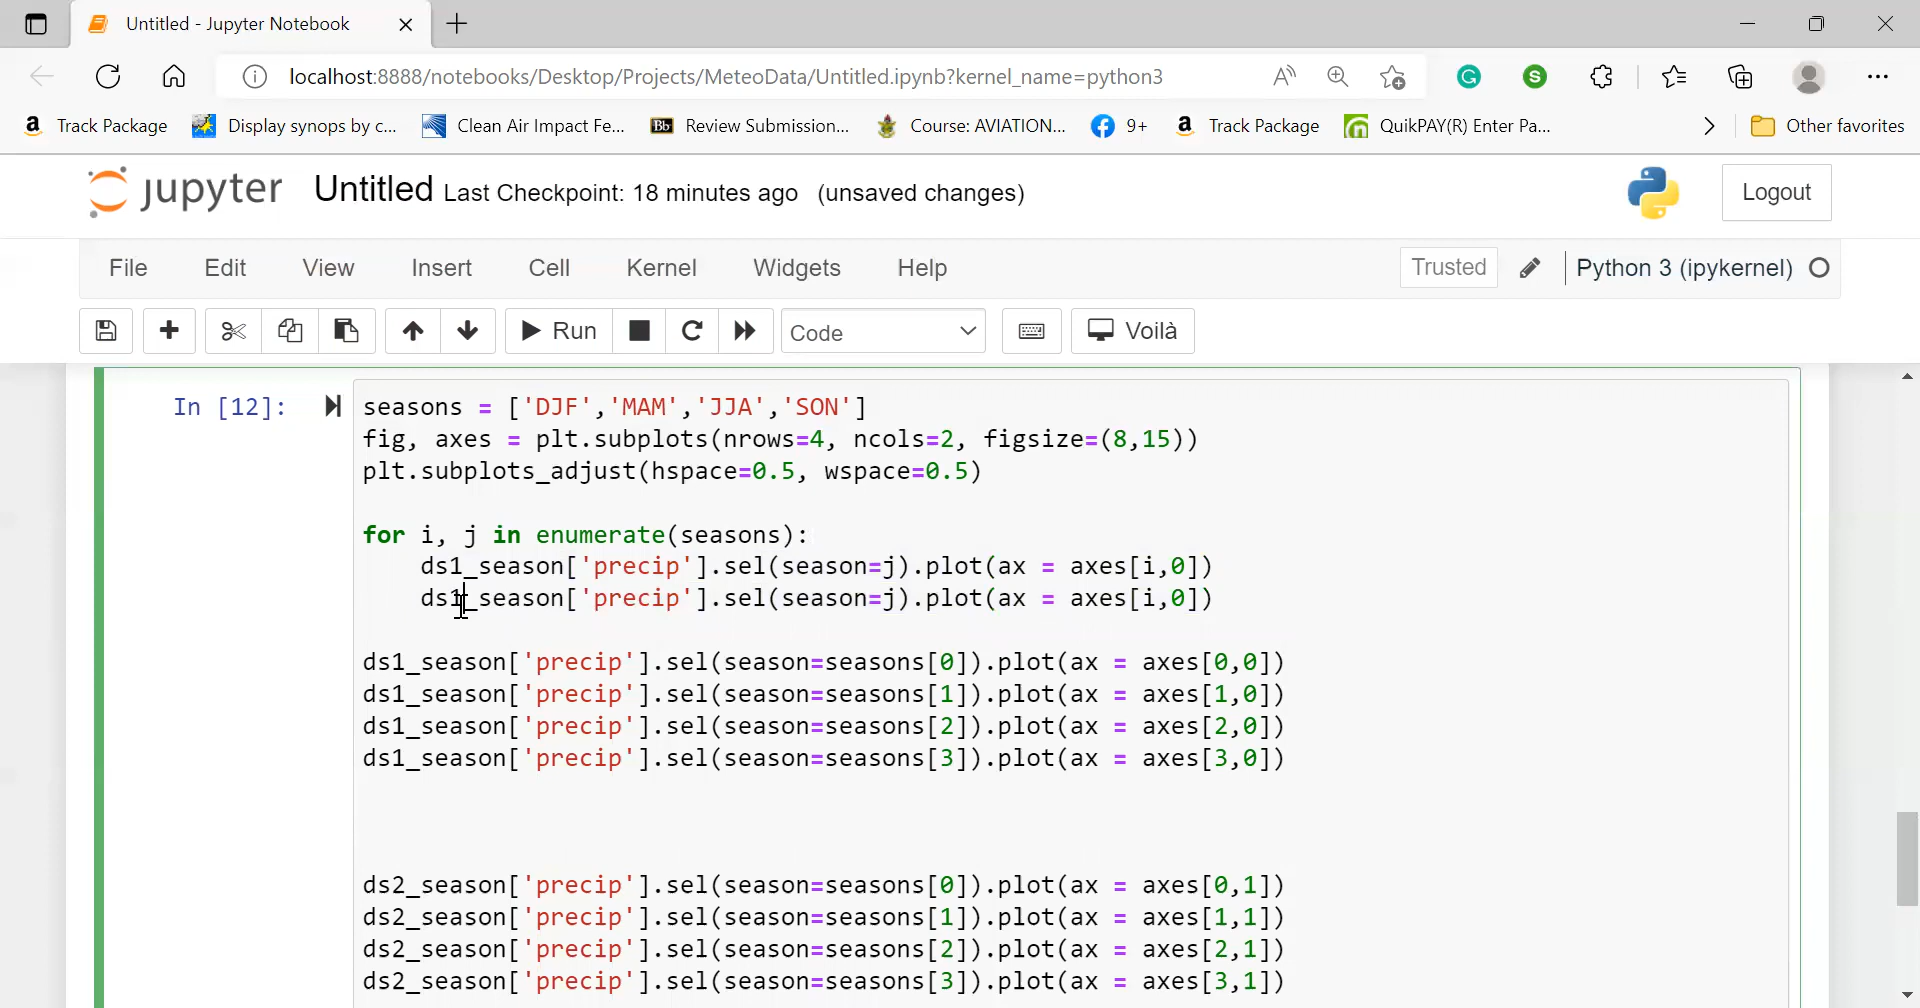 Untitled - Jupyter Notebook
localhost:8888/notebooks/Desktop/Projects/MeteoData/Untitled.ipynb?kernel_name=python3
Track Package Display synops by c... Clean Air Impact Fe... Bb Review Submission... Course: AVIATION... 9+ Track Package QuikPAY(R) Enter Pa... Other favorites
jupyter Untitled Last Checkpoint: 18 minutes ago (unsaved changes) Logout
File Edit View Insert Cell Kernel Widgets Help Trusted Python 3 (ipykernel)
Run Code Voilà
In [12]: seasons = ['DJF','MAM','JJA','SON']
fig, axes = plt.subplots(nrows=4, ncols=2, figsize=(8,15))
plt.subplots_adjust(hspace=0.5, wspace=0.5)
for i, j in enumerate(seasons):
ds1_season['precip'].sel(season=j).plot(ax = axes[i,0])
ds1_season['precip'].sel(season=j).plot(ax = axes[i,0])
ds1_season['precip'].sel(season=seasons[0]).plot(ax = axes[0,0])
ds1_season['precip'].sel(season=seasons[1]).plot(ax = axes[1,0])
ds1_season['precip'].sel(season=seasons[2]).plot(ax = axes[2,0])
ds1_season['precip'].sel(season=seasons[3]).plot(ax = axes[3,0])
ds2_season['precip'].sel(season=seasons[0]).plot(ax = axes[0,1])
ds2_season['precip'].sel(season=seasons[1]).plot(ax = axes[1,1])
ds2_season['precip'].sel(season=seasons[2]).plot(ax = axes[2,1])
ds2_season['precip'].sel(season=seasons[3]).plot(ax = axes[3,1])